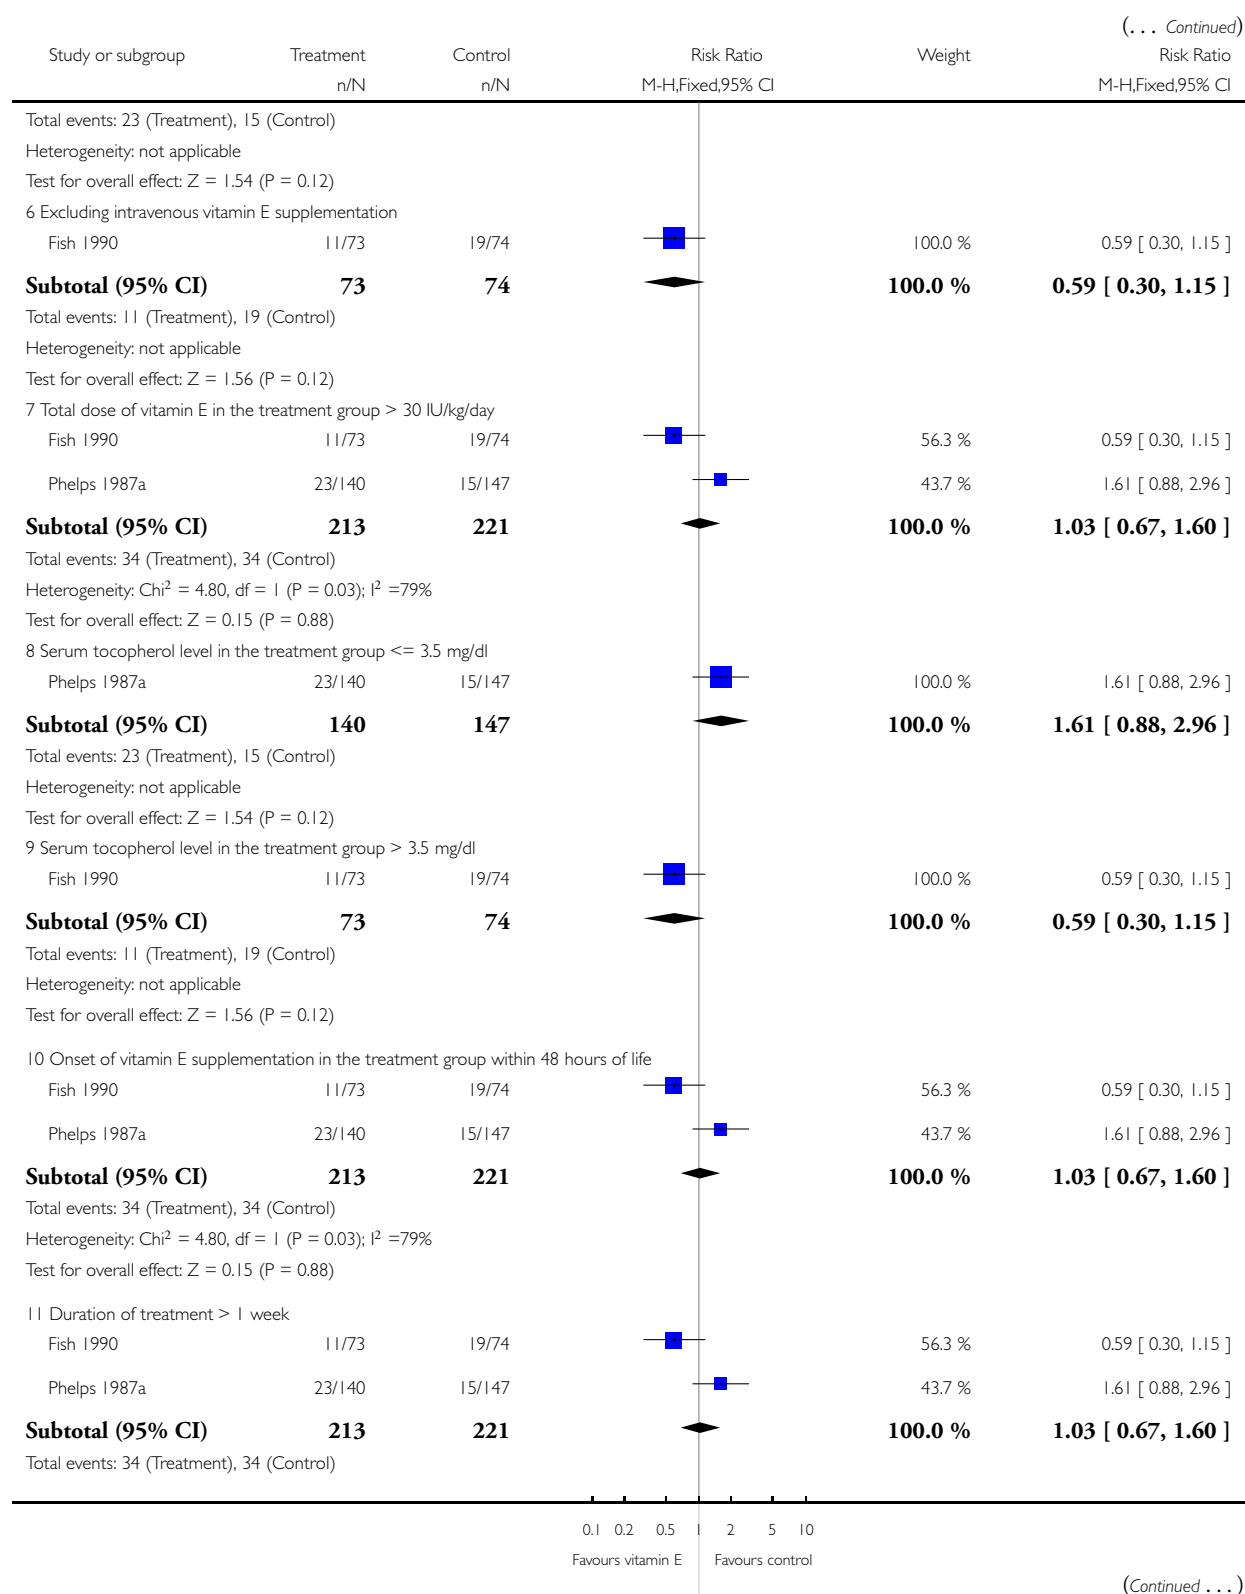 (... Continued)
Study or subgroup Treatment Control Risk Ratio Weight Risk Ratio
n/N n/N M-H,Fixed,95% CI M-H,Fixed,95% CI
Total events: 23 (Treatment), 15 (Control)
Heterogeneity: not applicable
Test for overall effect: Z = 1.54 (P = 0.12)
6 Excluding intravenous vitamin E supplementation
Fish 1990 11/73 19/74 100.0 % 0.59 [ 0.30, 1.15 ]
Subtotal (95% CI) 73 74 100.0 % 0.59 [ 0.30, 1.15 ]
Total events: 11 (Treatment), 19 (Control)
Heterogeneity: not applicable
Test for overall effect: Z = 1.56 (P = 0.12)
7 Total dose of vitamin E in the treatment group > 30 IU/kg/day
Fish 1990 11/73 19/74 56.3 % 0.59 [ 0.30, 1.15 ]
Phelps 1987a 23/140 15/147 43.7 % 1.61 [ 0.88, 2.96 ]
Subtotal (95% CI) 213 221 100.0 % 1.03 [ 0.67, 1.60 ]
Total events: 34 (Treatment), 34 (Control)
Heterogeneity: Chi² = 4.80, df = 1 (P = 0.03); I² =79%
Test for overall effect: Z = 0.15 (P = 0.88)
8 Serum tocopherol level in the treatment group <= 3.5 mg/dl
Phelps 1987a 23/140 15/147 100.0 % 1.61 [ 0.88, 2.96 ]
Subtotal (95% CI) 140 147 100.0 % 1.61 [ 0.88, 2.96 ]
Total events: 23 (Treatment), 15 (Control)
Heterogeneity: not applicable
Test for overall effect: Z = 1.54 (P = 0.12)
9 Serum tocopherol level in the treatment group > 3.5 mg/dl
Fish 1990 11/73 19/74 100.0 % 0.59 [ 0.30, 1.15 ]
Subtotal (95% CI) 73 74 100.0 % 0.59 [ 0.30, 1.15 ]
Total events: 11 (Treatment), 19 (Control)
Heterogeneity: not applicable
Test for overall effect: Z = 1.56 (P = 0.12)
10 Onset of vitamin E supplementation in the treatment group within 48 hours of life
Fish 1990 11/73 19/74 56.3 % 0.59 [ 0.30, 1.15 ]
Phelps 1987a 23/140 15/147 43.7 % 1.61 [ 0.88, 2.96 ]
Subtotal (95% CI) 213 221 100.0 % 1.03 [ 0.67, 1.60 ]
Total events: 34 (Treatment), 34 (Control)
Heterogeneity: Chi² = 4.80, df = 1 (P = 0.03); I² =79%
Test for overall effect: Z = 0.15 (P = 0.88)
11 Duration of treatment > 1 week
Fish 1990 11/73 19/74 56.3 % 0.59 [ 0.30, 1.15 ]
Phelps 1987a 23/140 15/147 43.7 % 1.61 [ 0.88, 2.96 ]
Subtotal (95% CI) 213 221 100.0 % 1.03 [ 0.67, 1.60 ]
Total events: 34 (Treatment), 34 (Control)
0.1 0.2 0.5 1 2 5 10
Favours vitamin E Favours control
(Continued ...)